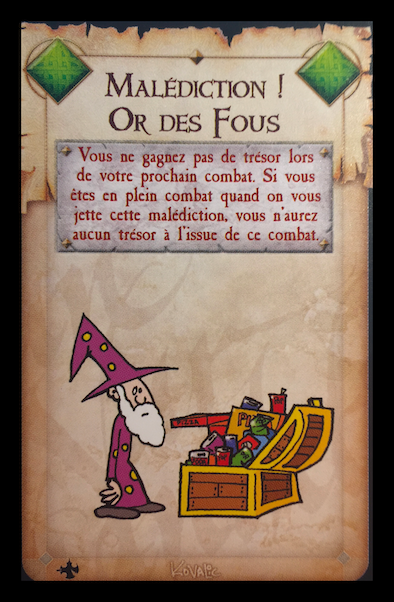 Malédiction !
Or des Fous
Vous ne gagnez pas de trésor lors
de votre prochain combat. Si vous
êtes en plein combat quand on vous
jette cette malédiction, vous n'aurez
aucun trésor à l'issue de ce combat.
PIZZA
KOVALIC